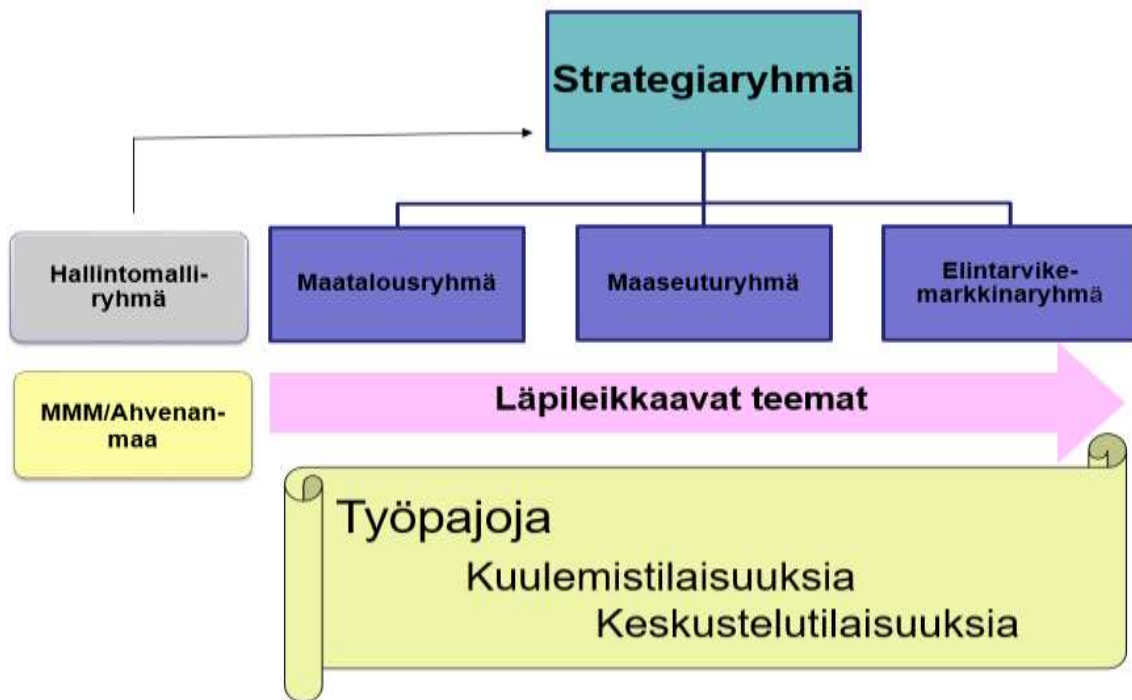 Strategiaryhmä
Hallintomalli-
ryhmä
Maatalousryhmä
Maaseuturyhmä
Elintarvike-
markkinaryhmä
MMM/Ahvenan-
maa
Läpileikkaavat teemat
Työpajoja
Kuulemistilaisuuksia
Keskustelutilaisuuksia